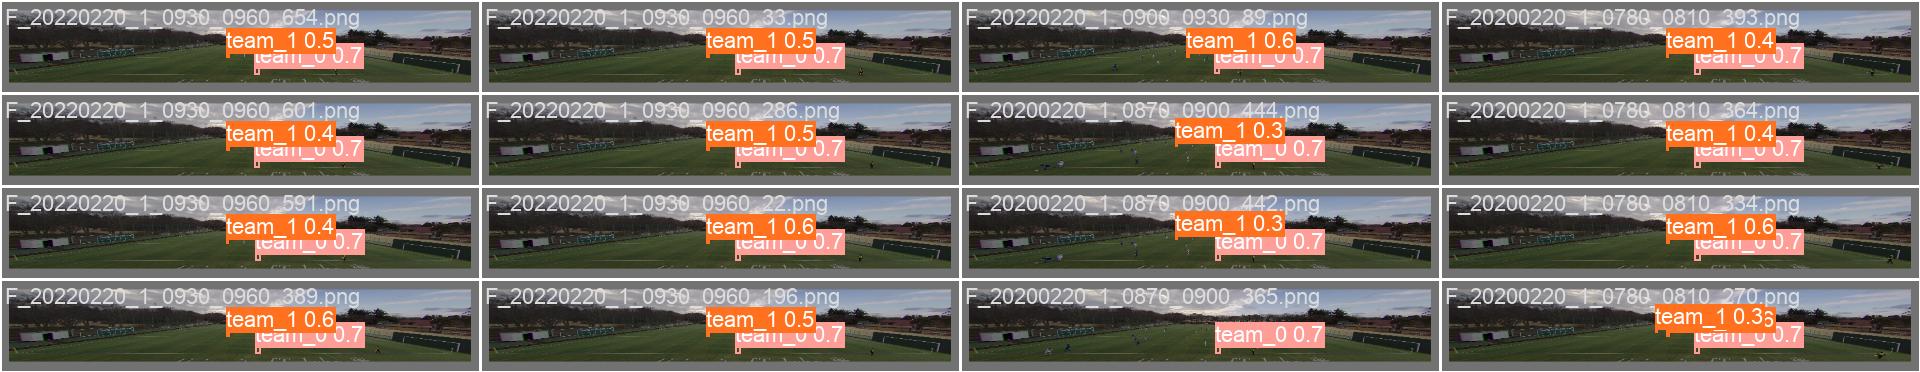 F_20220220_1_0930_0960_654.png
team_1 0.5
team_0 0.7
F_20220220_1_0930_0960_33.png
team_1 0.5
team_0 0.7
F_20220220_1_0900_0930_89.png
team_1 0.6
team_0 0.7
F_20200220_1_0780_0810_393.png
team_1 0.4
team_0 0.7
F_20220220_1_0930_0960_601.png
team_1 0.4
team_0 0.7
F_20220220_1_0930_0960_286.png
team_1 0.5
team_0 0.7
F_20200220_1_0870_0900_444.png
team_1 0.3
team_0 0.7
F_20200220_1_0780_0810_364.png
team_1 0.4
team_0 0.7
F_20220220_1_0930_0960_591.png
team_1 0.4
team_0 0.7
F_20220220_1_0930_0960_22.png
team_1 0.6
team_0 0.7
F_20200220_1_0870_0900_442.png
team_1 0.3
team_0 0.7
F_20200220_1_0780_0810_334.png
team_1 0.6
team_0 0.7
F_20220220_1_0930_0960_389.png
team_1 0.6
team_0 0.7
F_20220220_1_0930_0960_196.png
team_1 0.5
team_0 0.7
F_20200220_1_0870_0900_365.png
team_0 0.7
F_20200220_1_0780_0810_270.png
team_1 0.3
team_0 0.7